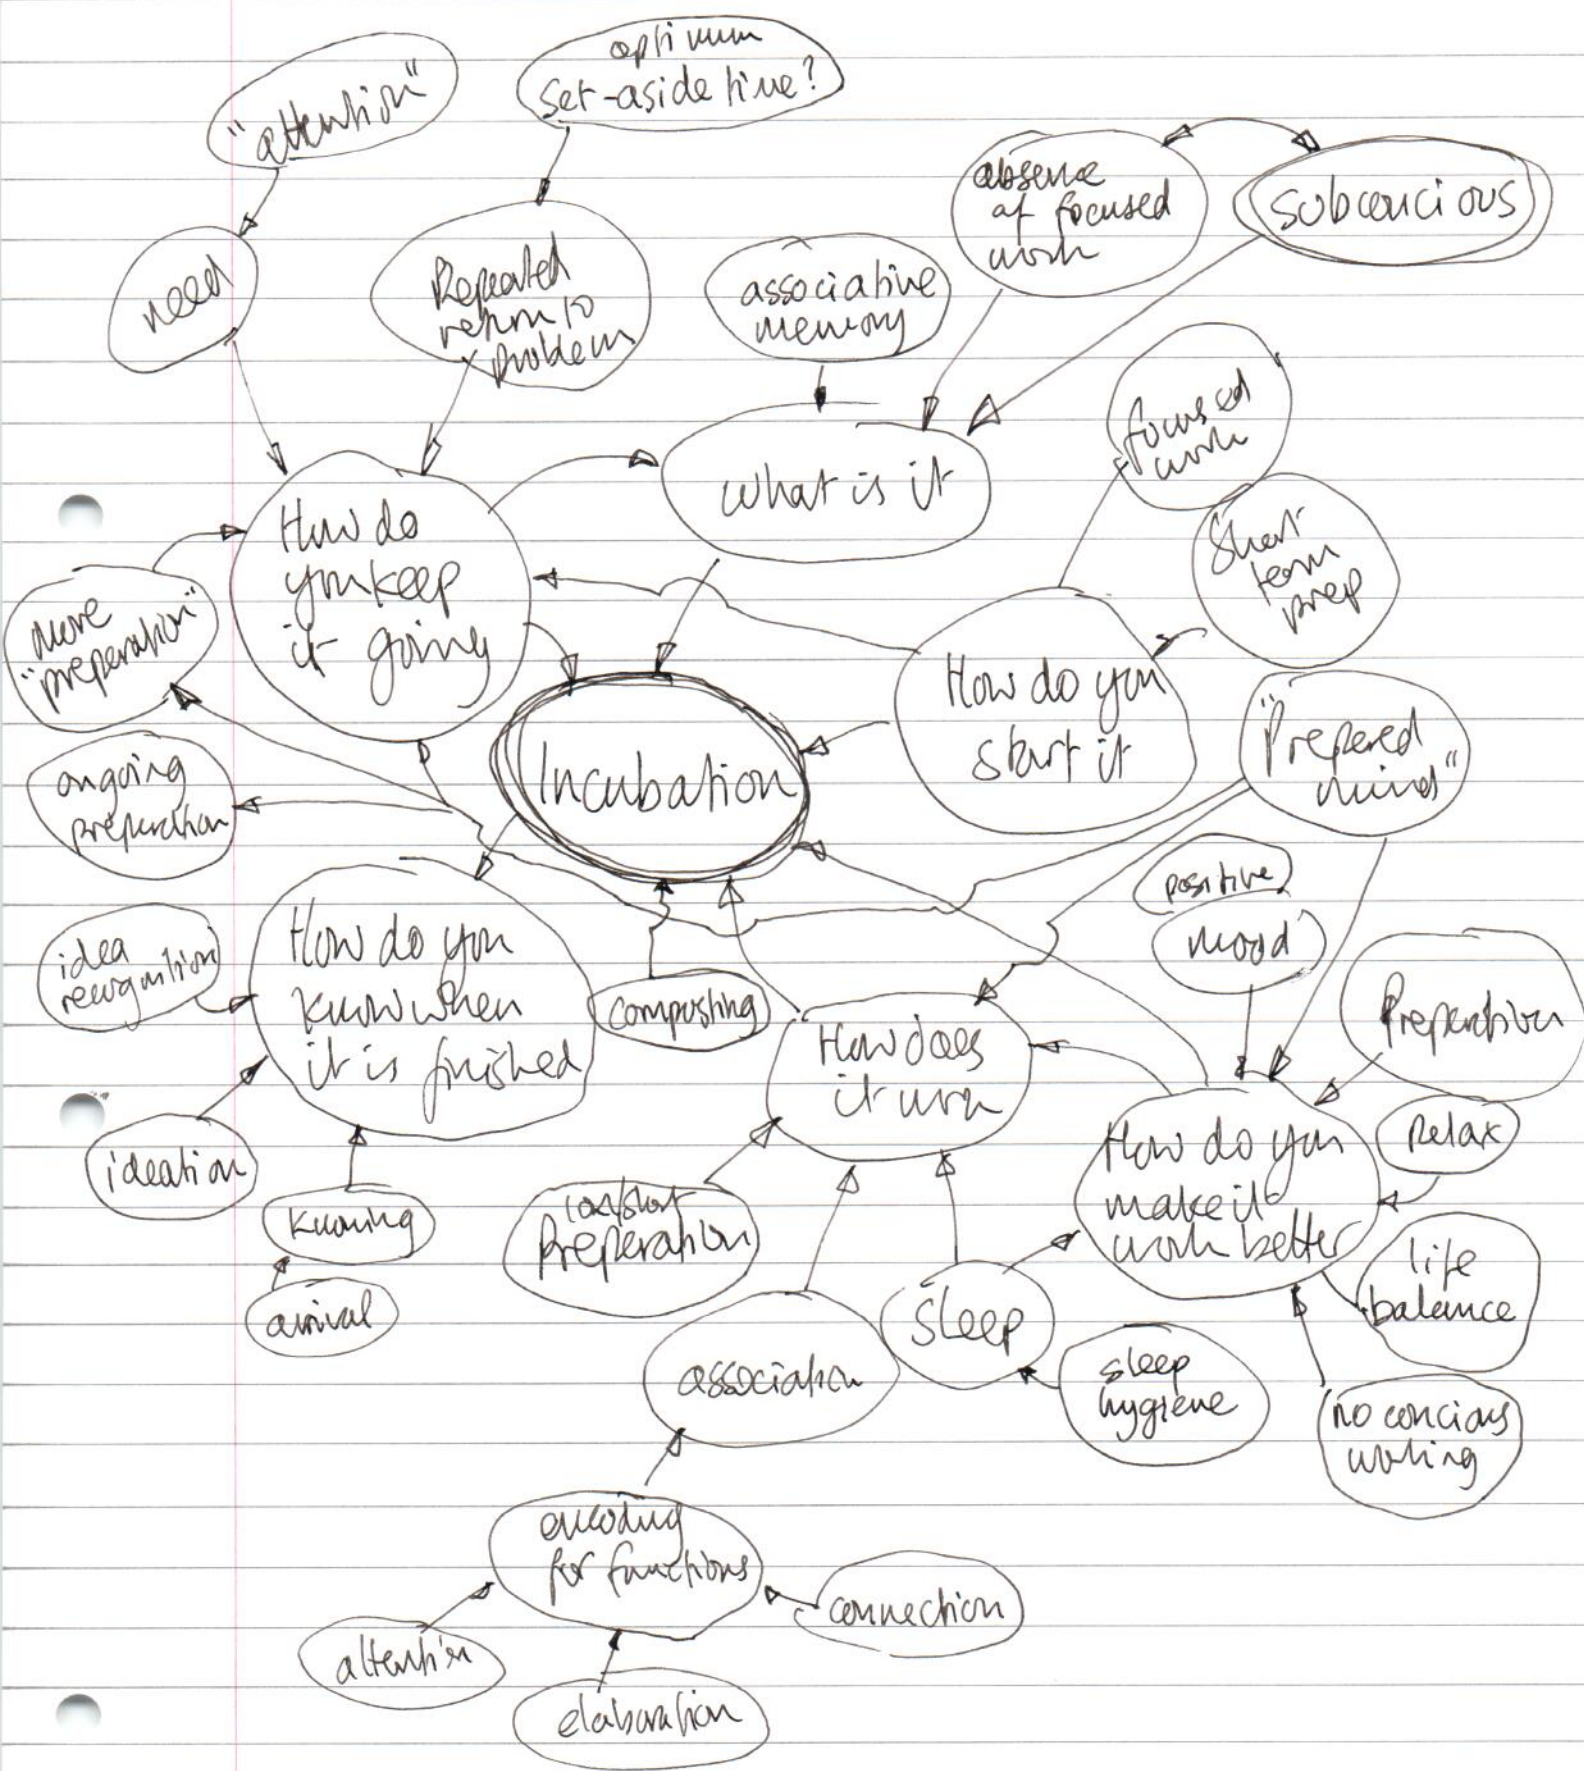 "attention"
optimum
set-aside time?
need
Repeated
return to
problem
associative
memory
absence
of focused
work
subconcious
focused
work
what is it
Short
term
prep
How do
you keep
it going
more
"preparation"
ongoing
preparation
Incubation
How do you
start it
"Prepared
mind"
positive
mood
Preparation
idea
recognition
How do you
know when
it is finished
composting
How does
it work
How do you
make it
work better
Relax
life
balance
ideation
knowing
arrival
long/short
Preperation
association
Sleep
sleep
hygiene
no concious
working
encoding
for functions
attention
elaboration
connection